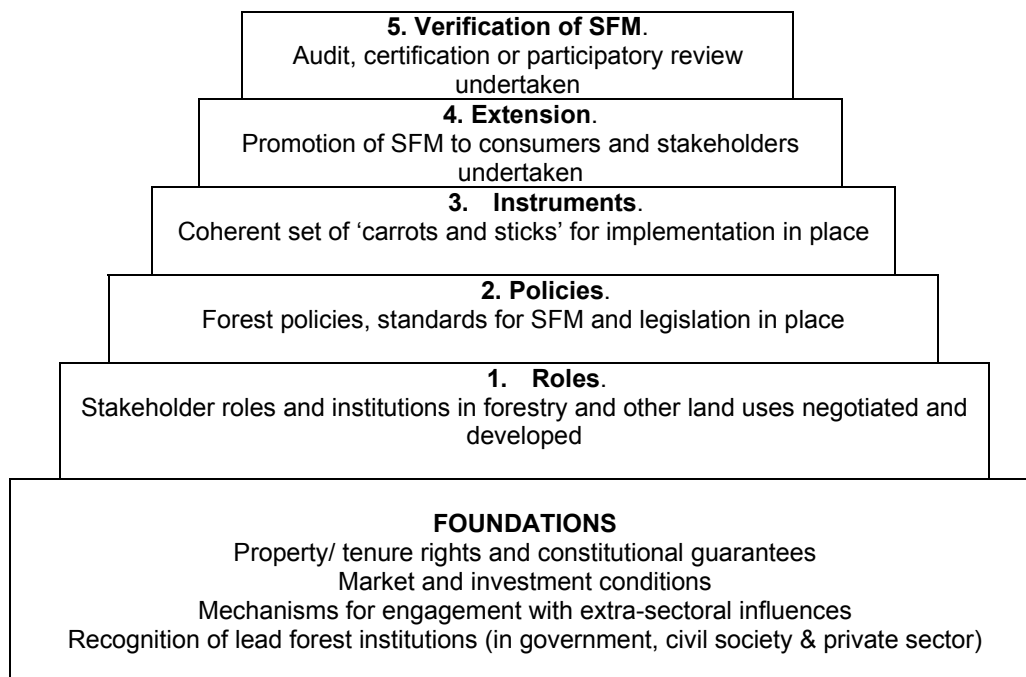 5. Verification of SFM.
Audit, certification or participatory review
undertaken
4. Extension.
Promotion of SFM to consumers and stakeholders
undertaken
3. Instruments.
Coherent set of ‘carrots and sticks’ for implementation in place
2. Policies.
Forest policies, standards for SFM and legislation in place
1. Roles.
Stakeholder roles and institutions in forestry and other land uses negotiated and
developed
FOUNDATIONS
Property/ tenure rights and constitutional guarantees
Market and investment conditions
Mechanisms for engagement with extra-sectoral influences
Recognition of lead forest institutions (in government, civil society & private sector)